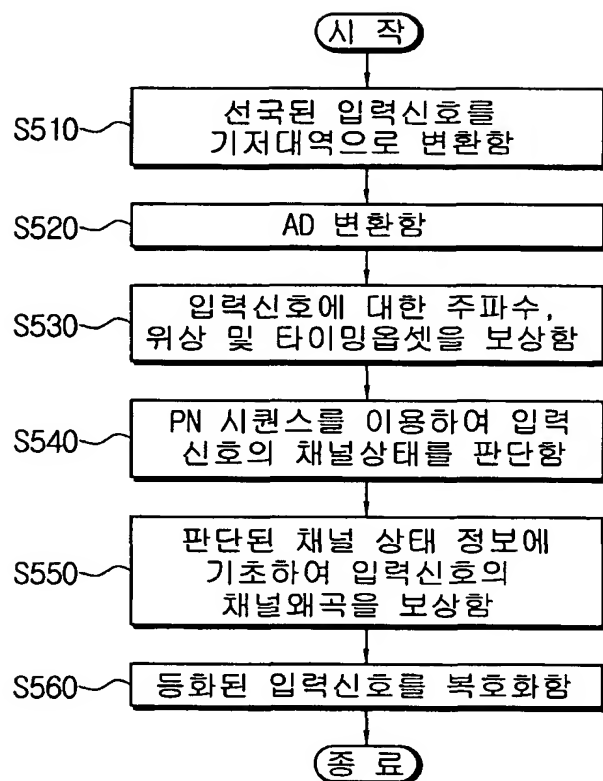 시 작
S510
선국된 입력신호를
기저대역으로 변환함
S520
AD 변환함
S530
입력신호에 대한 주파수,
위상 및 타이밍옵셋을 보상함
S540
PN 시퀀스를 이용하여 입력
신호의 채널상태를 판단함
S550
판단된 채널 상태 정보에
기초하여 입력신호의
채널왜곡을 보상함
S560
등화된 입력신호를 복호화함
종 료